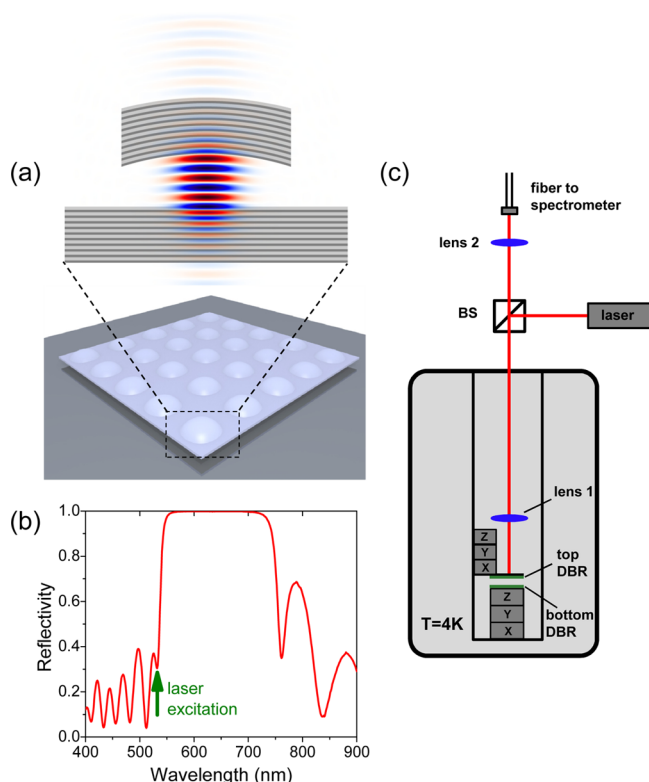 (a)
(c)
fiber to
spectrometer
lens 2
BS
laser
lens 1
Z
Y
X
top
DBR
Z
Y
X
bottom
DBR
T=4K
(b)
1.0
0.8
0.6
0.4
0.2
0.0
Reflectivity
laser
excitation
400
500
600
700
800
900
Wavelength (nm)